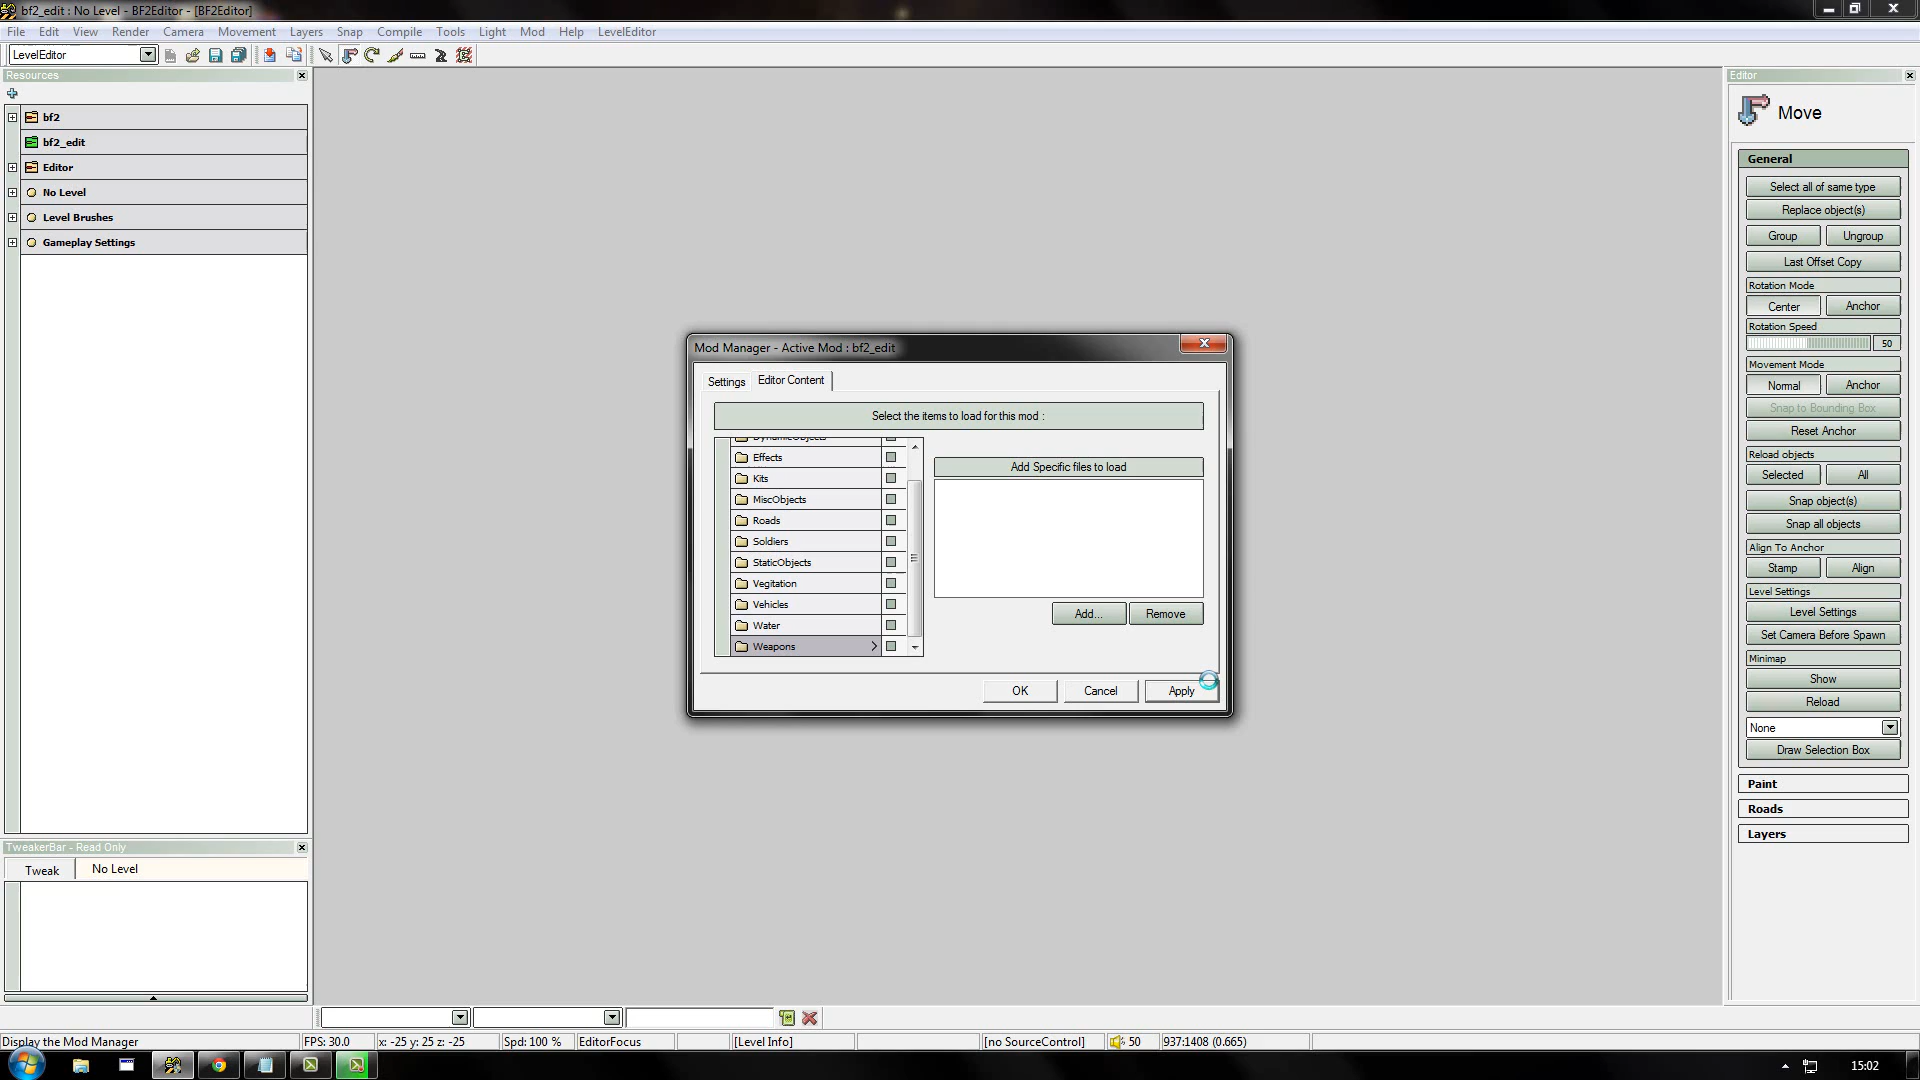 bf2_edit : No Level - BF2Editor - [BF2Editor]
File Edit View Render Camera Movement Layers Snap Compile Tools Light Mod Help LevelEditor
LevelEditor
Resources
bf2
bf2_edit
Editor
No Level
Level Brushes
Gameplay Settings
TweakerBar - Read Only
Tweak
No Level
Mod Manager - Active Mod : bf2_edit
Settings
Editor Content
Select the items to load for this mod :
DynamicObjects
Effects
Kits
MiscObjects
Roads
Soldiers
StaticObjects
Vegitation
Vehicles
Water
Weapons
Add Specific files to load
Add...
Remove
OK
Cancel
Apply
Editor
Move
General
Select all of same type
Replace object(s)
Group
Ungroup
Last Offset Copy
Rotation Mode
Center
Anchor
Rotation Speed
50
Movement Mode
Normal
Anchor
Snap to Bounding Box
Reset Anchor
Reload objects
Selected
All
Snap object(s)
Snap all objects
Align To Anchor
Stamp
Align
Level Settings
Level Settings
Set Camera Before Spawn
Minimap
Show
Reload
None
Draw Selection Box
Paint
Roads
Layers
Display the Mod Manager
FPS: 30.0
x: -25 y: 25 z: -25
Spd: 100 %
EditorFocus
[Level Info]
[no SourceControl]
50
937:1408 (0.665)
15:02